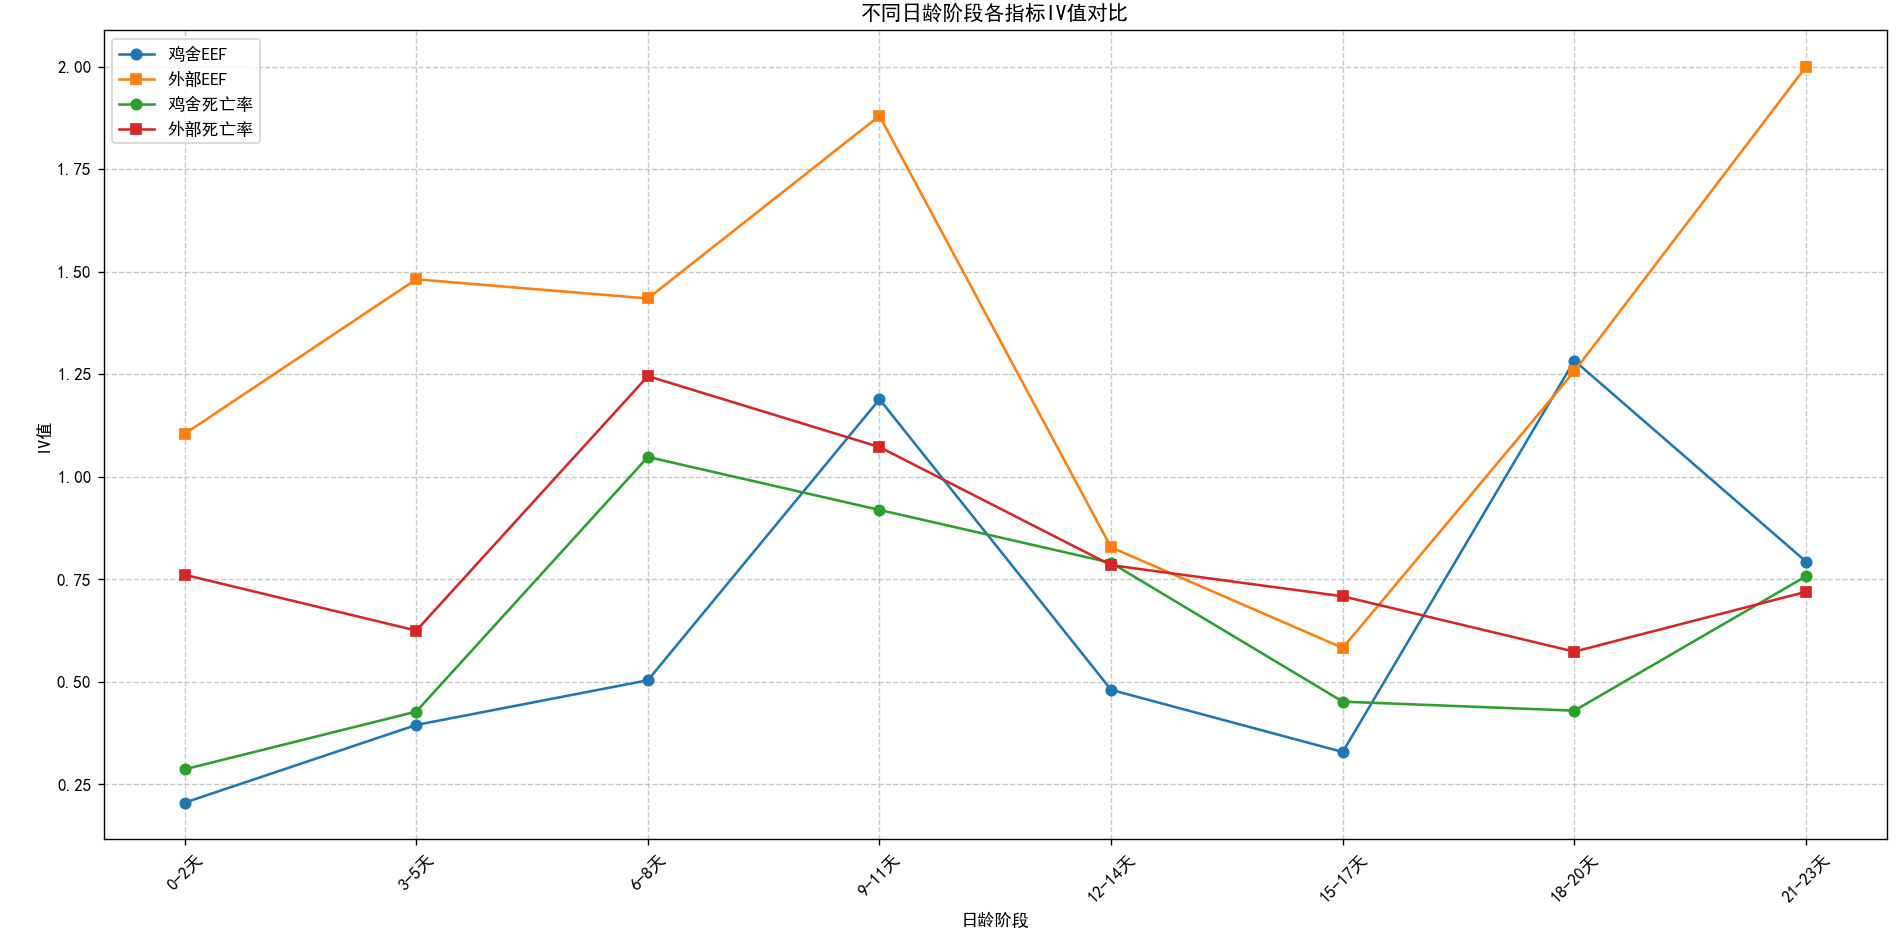 不同日龄阶段各指标IV值对比
鸡舍EEF
外部EEF
鸡舍死亡率
外部死亡率
IV值
2.00
1.75
1.50
1.25
1.00
0.75
0.50
0.25
0-2天
3-5天
6-8天
9-11天
12-14天
15-17天
18-20天
21-23天
日龄阶段